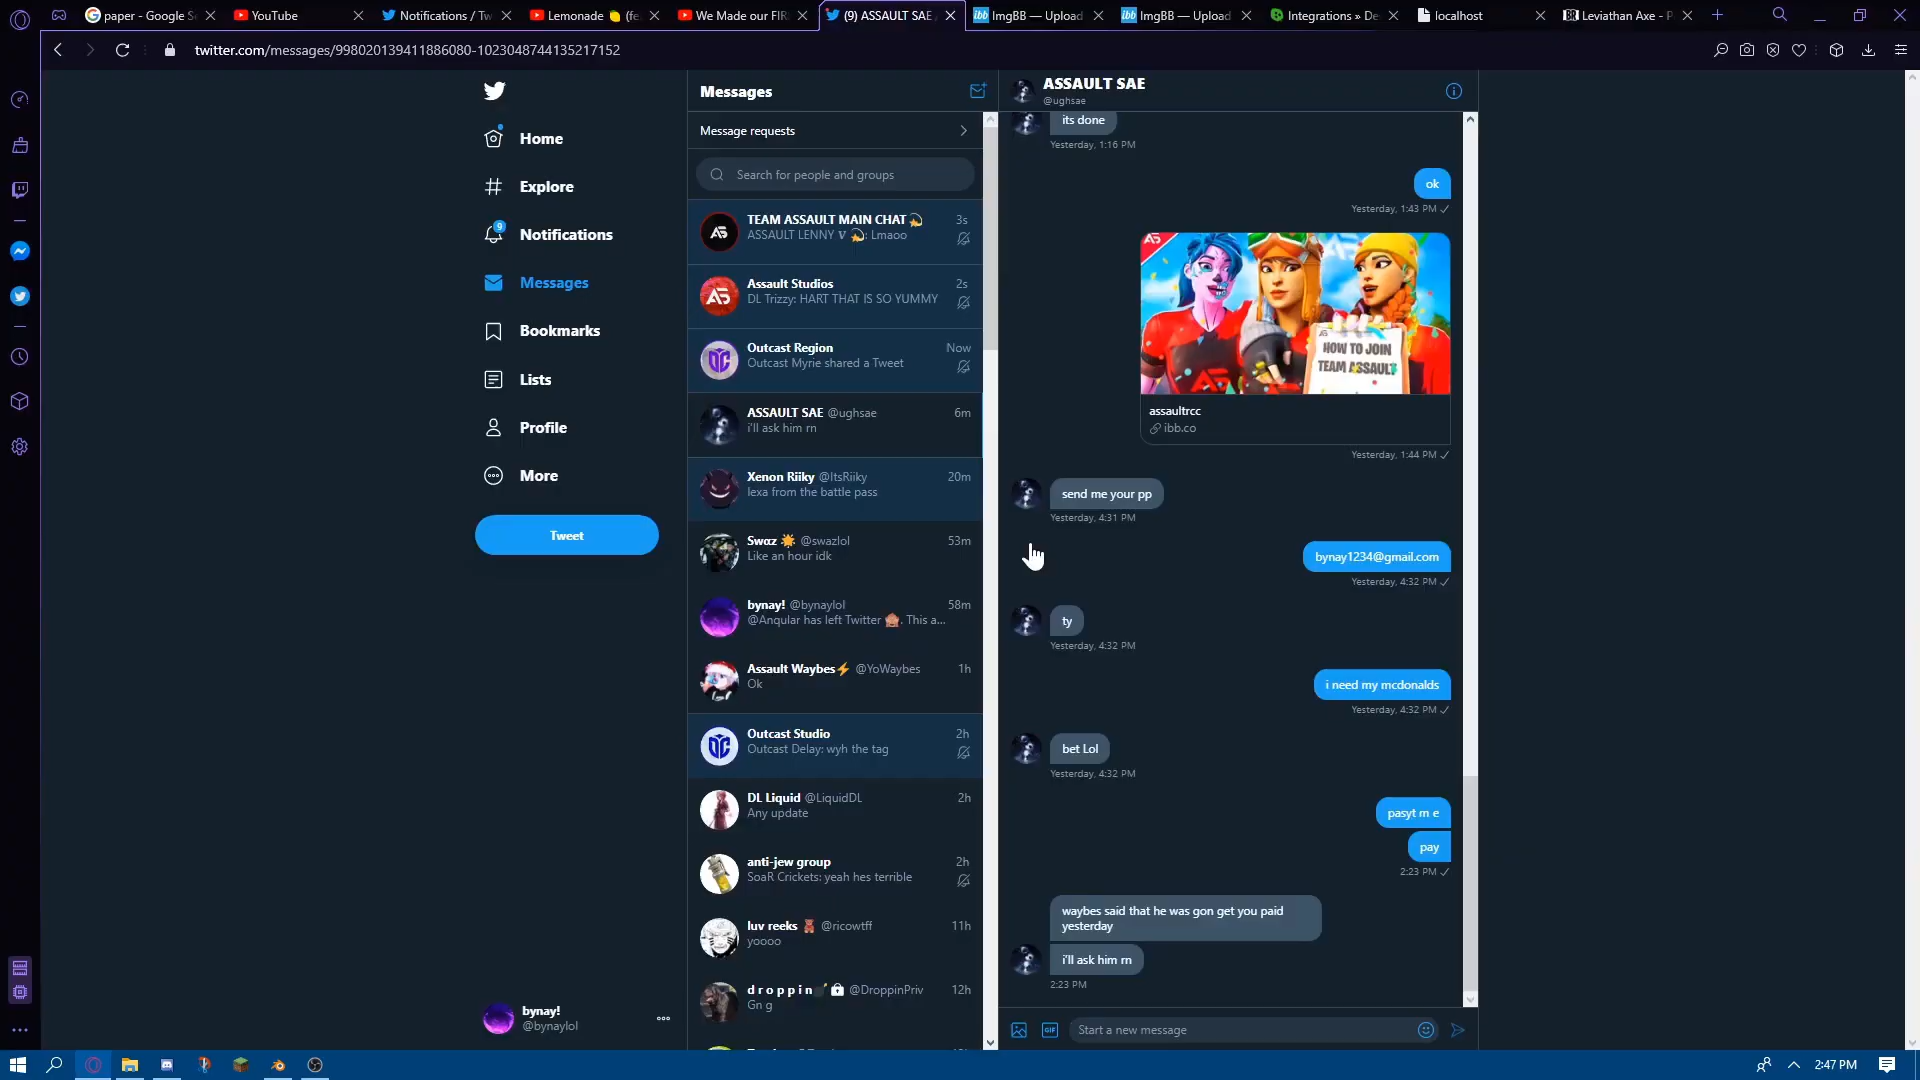 paper - Google S
YouTube
Notifications / Tw
Lemonade 🍋 (fe
We Made our FIR
(9) ASSAULT SAE
ImgBB — Upload
ImgBB — Upload
Integrations » De
localhost
Leviathan Axe - P
twitter.com/messages/998020139411886080-1023048744135217152
Home
Explore
9
Notifications
Messages
Bookmarks
Lists
Profile
More
Tweet
bynay!
@bynaylol
Messages
Message requests
Search for people and groups
TEAM ASSAULT MAIN CHAT 💫 3s
ASSAULT LENNY V 💫: Lmaoo
Assault Studios 2s
DL Trizzy: HART THAT IS SO YUMMY
Outcast Region Now
Outcast Myrie shared a Tweet
ASSAULT SAE @ughsae 6m
i'll ask him rn
Xenon Riiky @ItsRiiky 20m
lexa from the battle pass
Swαz ☀️ @swazlol 53m
Like an hour idk
bynay! @bynaylol 58m
@Anqular has left Twitter 🙈. This a...
Assault Waybes⚡ @YoWaybes 1h
Ok
Outcast Studio 2h
Outcast Delay: wyh the tag
DL Liquid @LiquidDL 2h
Any update
anti-jew group 2h
SoaR Crickets: yeah hes terrible
luv reeks 🧸 @ricowtff 11h
yoooo
d r o p p i n @DroppinPriv 12h
Gn g
ASSAULT SAE
@ughsae
its done
Yesterday, 1:16 PM
ok
Yesterday, 1:43 PM ✓
HOW TO JOIN
TEAM ASSAULT
assaultrcc
ibb.co
Yesterday, 1:44 PM ✓
send me your pp
Yesterday, 4:31 PM
bynay1234@gmail.com
Yesterday, 4:32 PM ✓
ty
Yesterday, 4:32 PM
i need my mcdonalds
Yesterday, 4:32 PM ✓
bet Lol
Yesterday, 4:32 PM
pasyt m e
pay
2:23 PM ✓
waybes said that he was gon get you paid
yesterday
i'll ask him rn
2:23 PM
GIF
Start a new message
2:47 PM